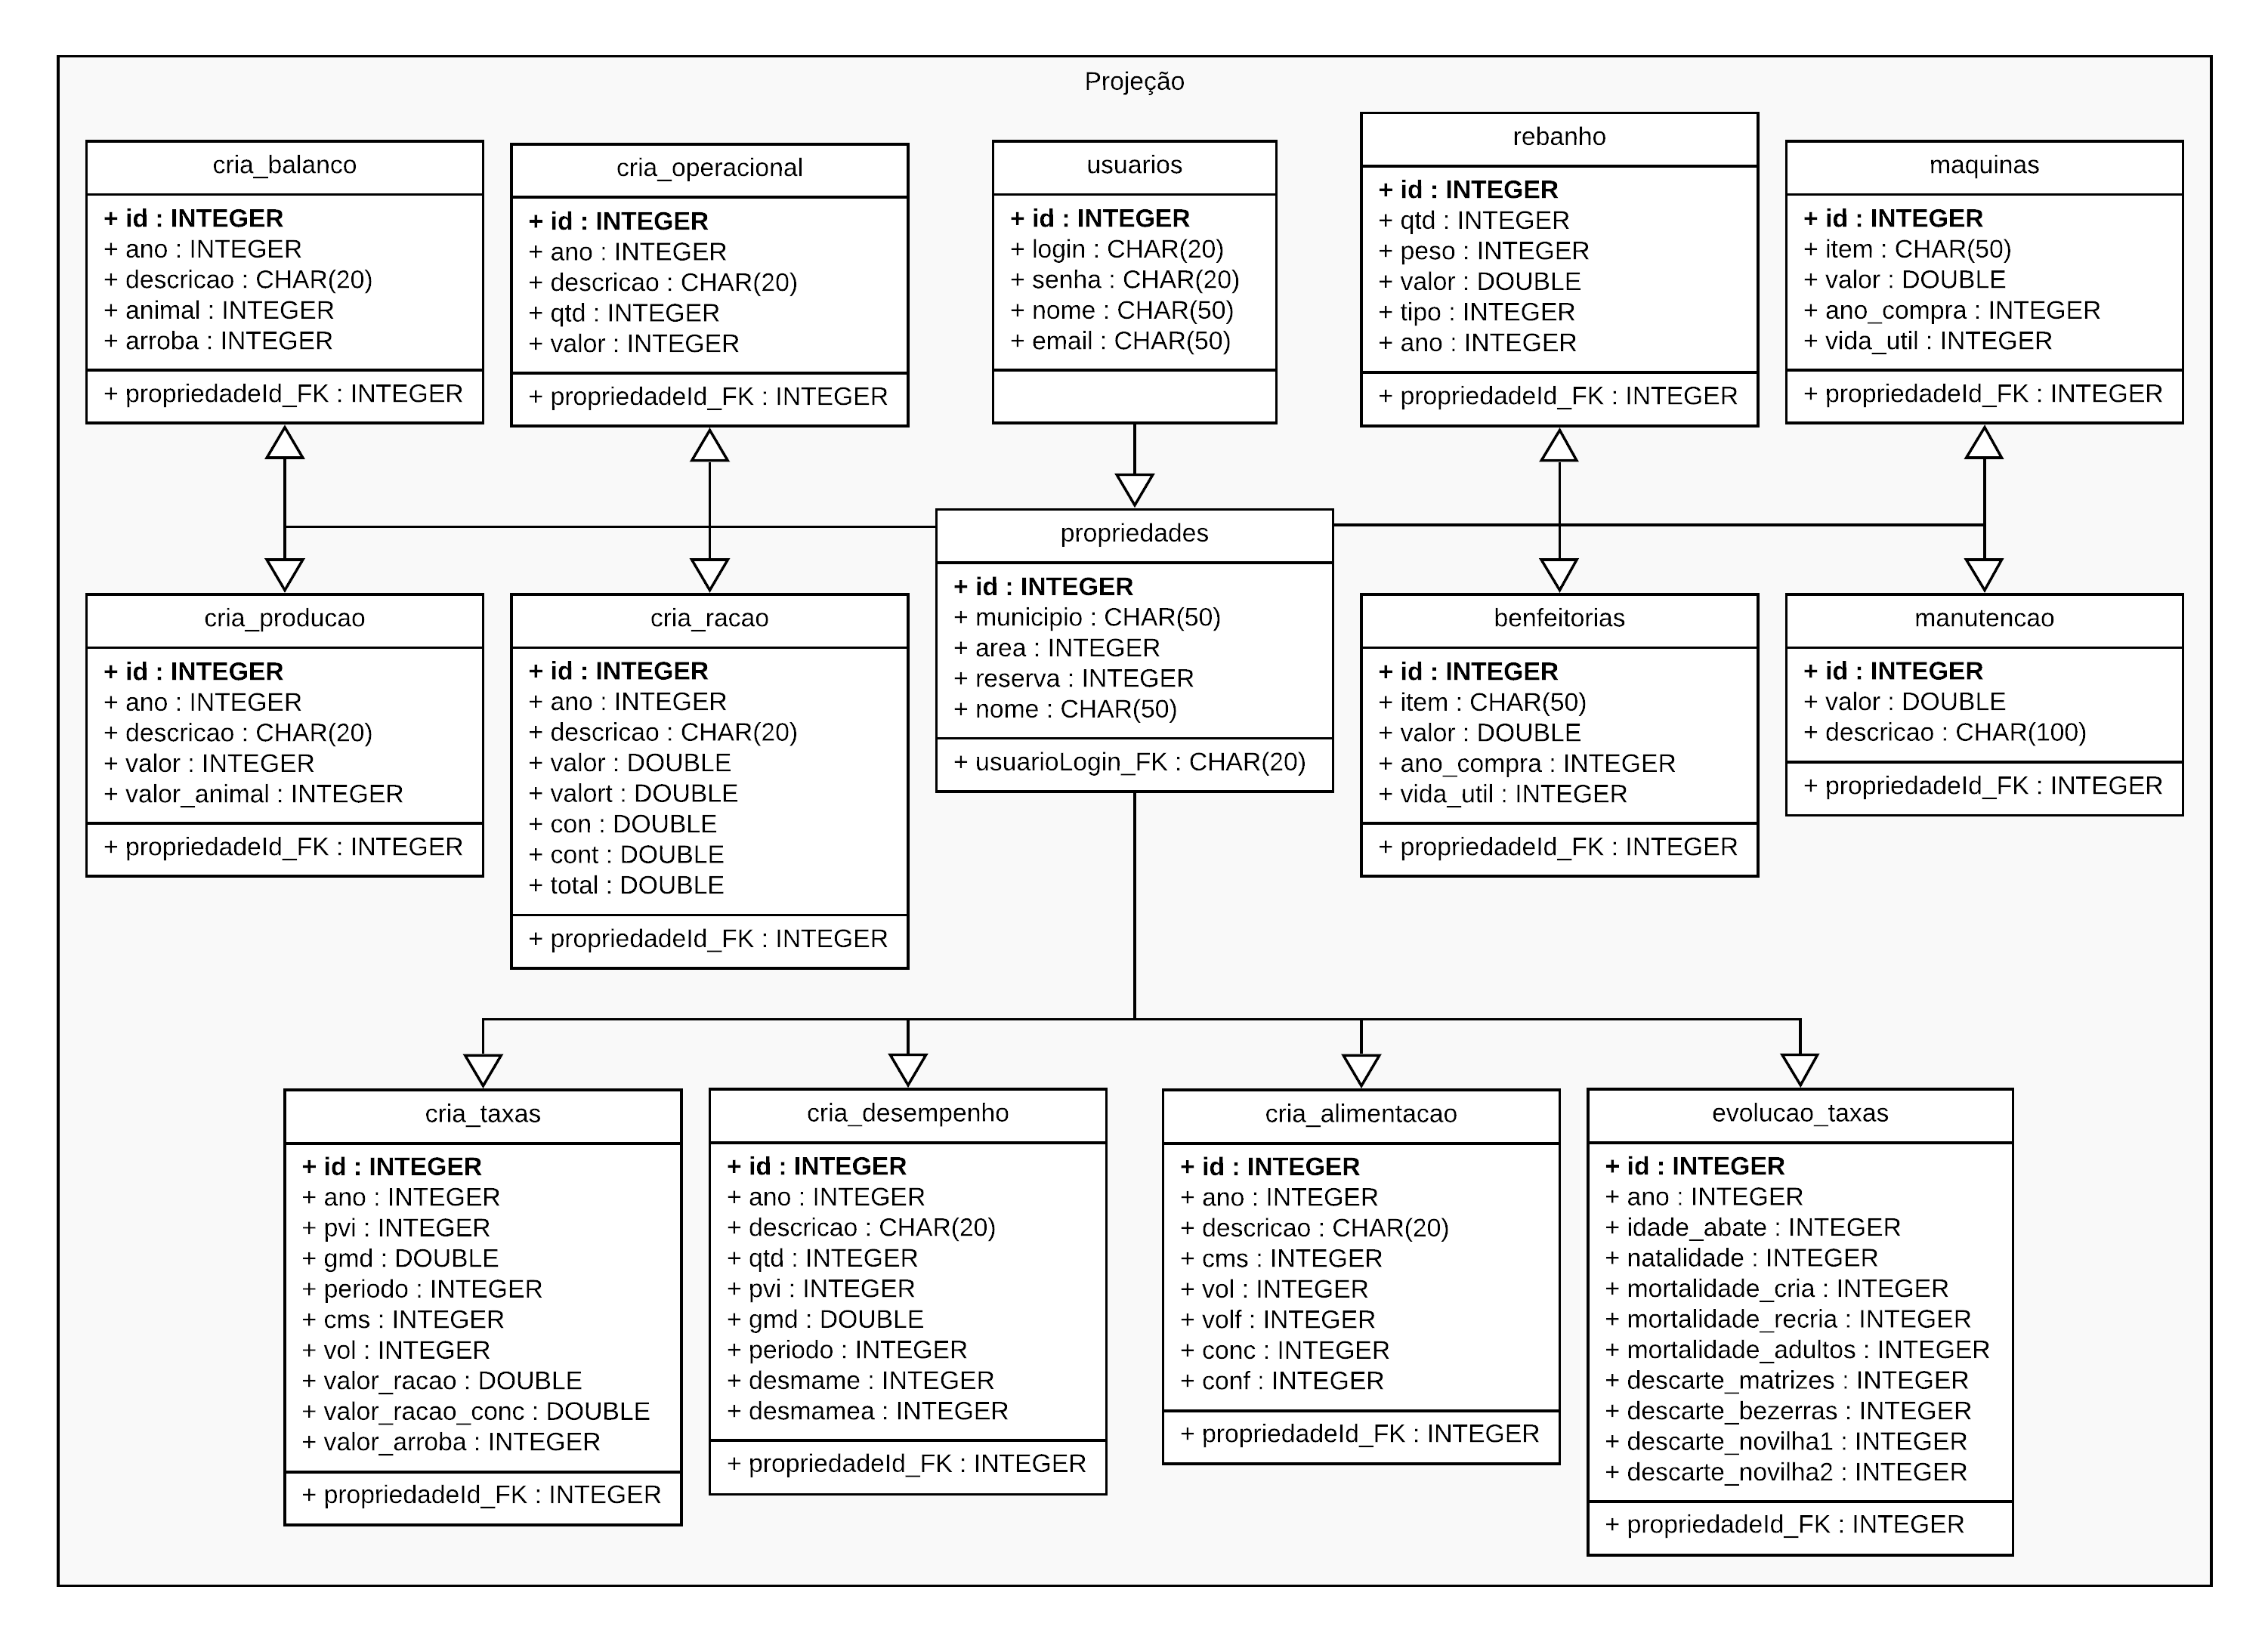 Projeção
cria_balanco
+ id : INTEGER
+ ano : INTEGER
+ descricao : CHAR(20)
+ animal : INTEGER
+ arroba : INTEGER
+ propriedadeId_FK : INTEGER
cria_operacional
+ id : INTEGER
+ ano : INTEGER
+ descricao : CHAR(20)
+ qtd : INTEGER
+ valor : INTEGER
+ propriedadeId_FK : INTEGER
usuarios
+ id : INTEGER
+ login : CHAR(20)
+ senha : CHAR(20)
+ nome : CHAR(50)
+ email : CHAR(50)
rebanho
+ id : INTEGER
+ qtd : INTEGER
+ peso : INTEGER
+ valor : DOUBLE
+ tipo : INTEGER
+ ano : INTEGER
+ propriedadeId_FK : INTEGER
maquinas
+ id : INTEGER
+ item : CHAR(50)
+ valor : DOUBLE
+ ano_compra : INTEGER
+ vida_util : INTEGER
+ propriedadeId_FK : INTEGER
cria_producao
+ id : INTEGER
+ ano : INTEGER
+ descricao : CHAR(20)
+ valor : INTEGER
+ valor_animal : INTEGER
+ propriedadeId_FK : INTEGER
cria_racao
+ id : INTEGER
+ ano : INTEGER
+ descricao : CHAR(20)
+ valor : DOUBLE
+ valort : DOUBLE
+ con : DOUBLE
+ cont : DOUBLE
+ total : DOUBLE
+ propriedadeId_FK : INTEGER
propriedades
+ id : INTEGER
+ municipio : CHAR(50)
+ area : INTEGER
+ reserva : INTEGER
+ nome : CHAR(50)
+ usuarioLogin_FK : CHAR(20)
benfeitorias
+ id : INTEGER
+ item : CHAR(50)
+ valor : DOUBLE
+ ano_compra : INTEGER
+ vida_util : INTEGER
+ propriedadeId_FK : INTEGER
manutencao
+ id : INTEGER
+ valor : DOUBLE
+ descricao : CHAR(100)
+ propriedadeId_FK : INTEGER
cria_taxas
+ id : INTEGER
+ ano : INTEGER
+ pvi : INTEGER
+ gmd : DOUBLE
+ periodo : INTEGER
+ cms : INTEGER
+ vol : INTEGER
+ valor_racao : DOUBLE
+ valor_racao_conc : DOUBLE
+ valor_arroba : INTEGER
+ propriedadeId_FK : INTEGER
cria_desempenho
+ id : INTEGER
+ ano : INTEGER
+ descricao : CHAR(20)
+ qtd : INTEGER
+ pvi : INTEGER
+ gmd : DOUBLE
+ periodo : INTEGER
+ desmame : INTEGER
+ desmamea : INTEGER
+ propriedadeId_FK : INTEGER
cria_alimentacao
+ id : INTEGER
+ ano : INTEGER
+ descricao : CHAR(20)
+ cms : INTEGER
+ vol : INTEGER
+ volf : INTEGER
+ conc : INTEGER
+ conf : INTEGER
+ propriedadeId_FK : INTEGER
evolucao_taxas
+ id : INTEGER
+ ano : INTEGER
+ idade_abate : INTEGER
+ natalidade : INTEGER
+ mortalidade_cria : INTEGER
+ mortalidade_recria : INTEGER
+ mortalidade_adultos : INTEGER
+ descarte_matrizes : INTEGER
+ descarte_bezerras : INTEGER
+ descarte_novilha1 : INTEGER
+ descarte_novilha2 : INTEGER
+ propriedadeId_FK : INTEGER